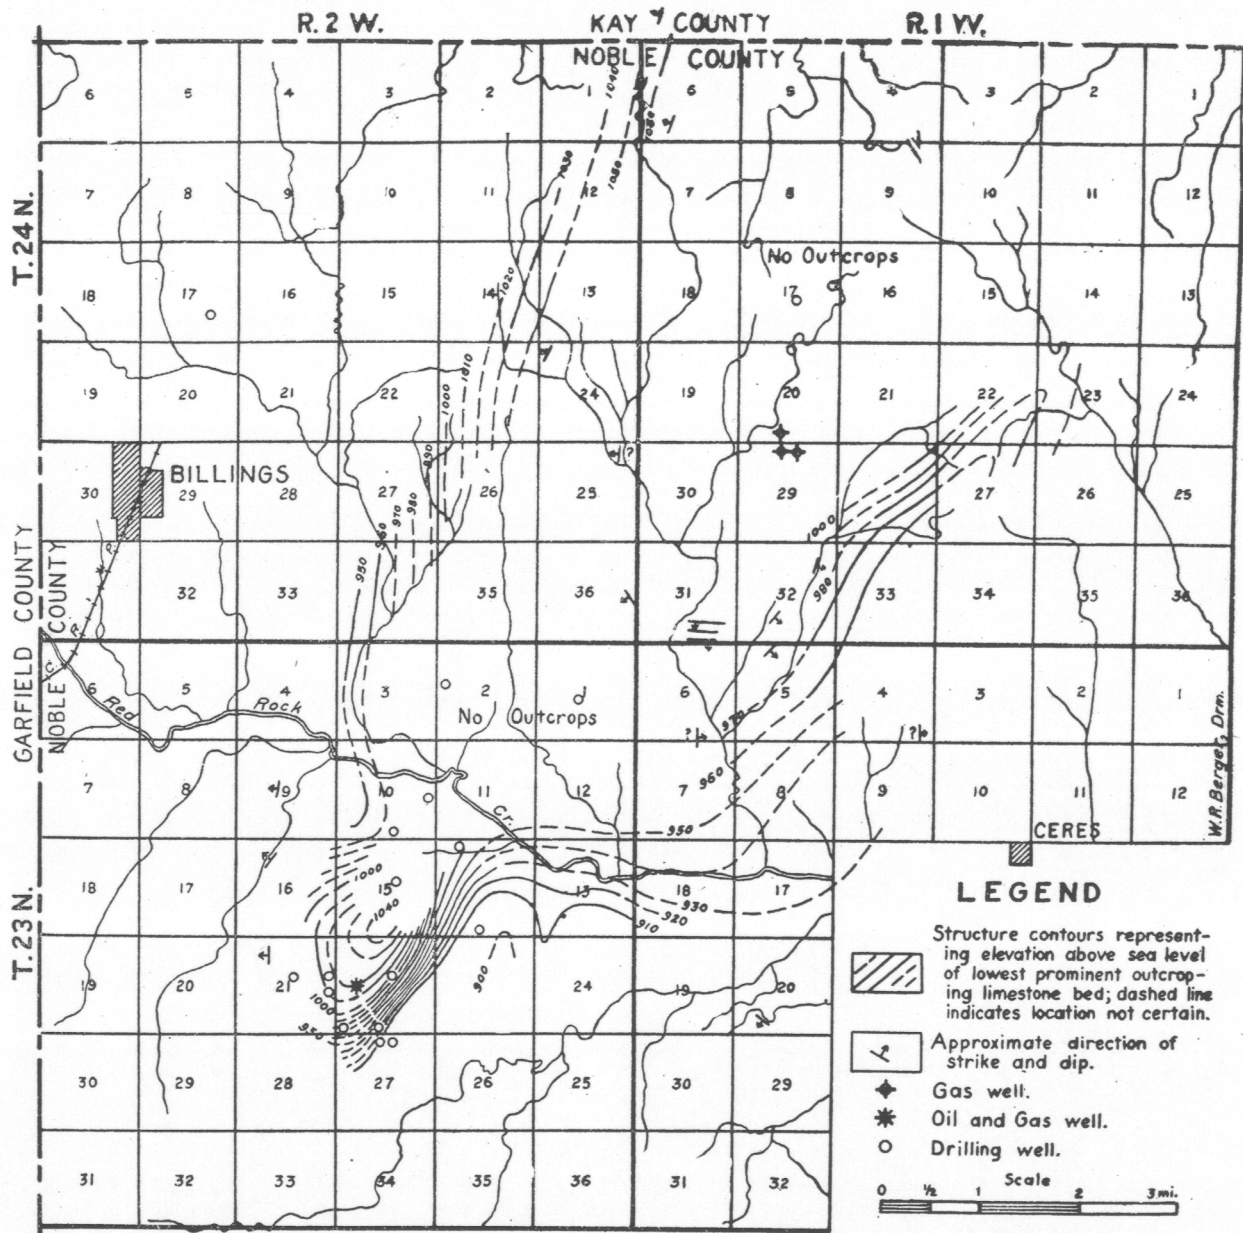 R. 2 W. KAY COUNTY R. 1 W.
NOBLE COUNTY
6 5 4 3 2 1 6 5 4 3 2 1
1040
1050
1060
7 8 9 10 11 12 7 8 9 10 11 12
1030
T. 24 N.
No Outcrops
18 17 16 15 14 13 18 17 16 15 14 13
1020
19 20 21 22 24 19 20 21 22 23 24
1010
1000
?
BILLINGS
30 29 28 27 26 25 30 29 27 26 25
890
980
970
960
950
1000
980
GARFIELD COUNTY
NOBLE COUNTY
32 33 35 36 31 32 33 34 35 36
C. R.
6 5 4 3 2 1 6 5 4 3 2 1
Red Rock Cr.
No Outcrops
970
? ?
960
7 8 9 10 11 12 7 8 9 10 11 12
950
W.R. Berger, Drm.
CERES
T. 23 N.
18 17 16 15 13 18 17
1000
1040
930
920
910
900
19 20 21 24 19 20
1000
950
30 29 28 27 26 25 30 29
31 32 33 34 35 36 31 32
LEGEND
Structure contours represent-
ing elevation above sea level
of lowest prominent outcrop-
ing limestone bed; dashed line
indicates location not certain.
Approximate direction of
strike and dip.
Gas well.
Oil and Gas well.
Drilling well.
Scale
0 1/2 1 2 3 mi.